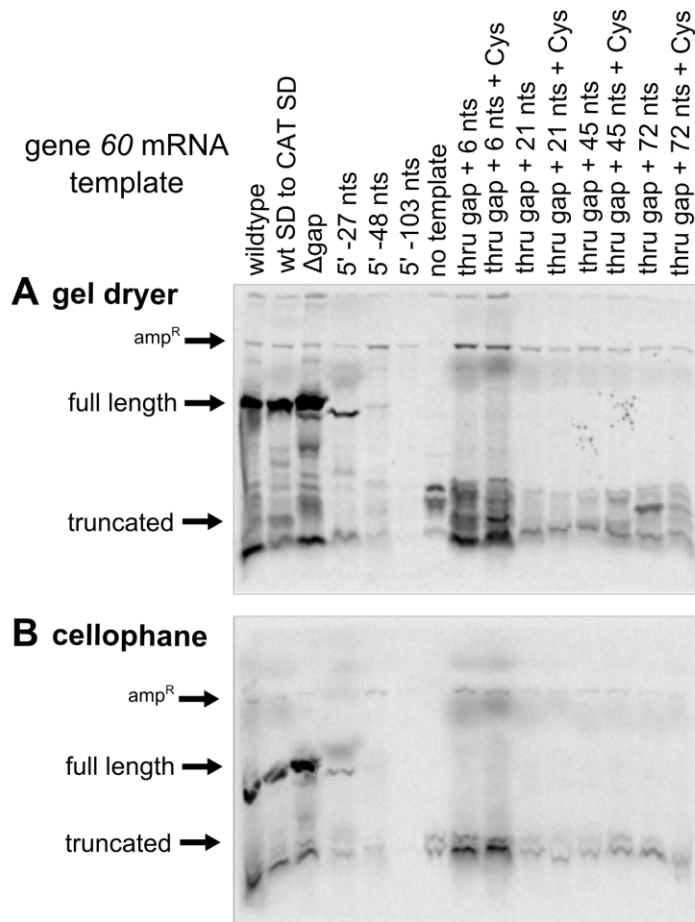 gene 60 mRNA
template
wildtype
wt SD to CAT SD
Δgap
5' -27 nts
5' -48 nts
5' -103 nts
no template
thru gap + 6 nts
thru gap + 6 nts + Cys
thru gap + 21 nts
thru gap + 21 nts + Cys
thru gap + 45 nts
thru gap + 45 nts + Cys
thru gap + 72 nts
thru gap + 72 nts + Cys
A gel dryer
ampR
full length
truncated
B cellophane
ampR
full length
truncated